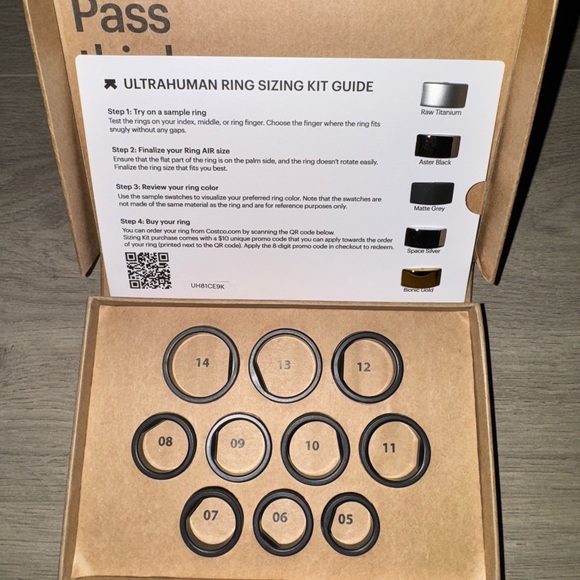 Pass
ULTRAHUMAN RING SIZING KIT GUIDE
Step 1: Try on a sample ring
Test the rings on your index, middle, or ring finger. Choose the finger where the ring fits
snugly without any gaps.
Step 2: Finalize your Ring AIR size
Ensure that the flat part of the ring is on the palm side, and the ring doesn't rotate easily.
Finalize the ring size that fits you best.
Step 3: Review your ring color
Use the sample swatches to visualize your preferred ring color. Note that the swatches are
not made of the same material as the ring and are for reference purposes only.
Step 4: Buy your ring
You can order your ring from Costco.com by scanning the QR code below.
Sizing Kit purchase comes with a $10 unique promo code that you can apply towards the order
of your ring (printed next to the QR code). Apply the 8-digit promo code in checkout to redeem.
UH81CE9K
Raw Titanium
Aster Black
Matte Grey
Space Silver
Bionic Gold
14 13 12
08 09 10 11
07 06 05